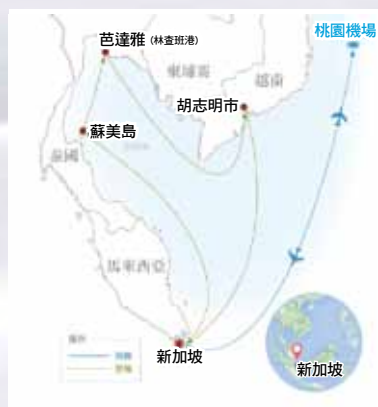 桃園機場
芭達雅 (林查班港)
柬埔寨
越南
胡志明市
蘇美島
泰國
馬來西亞
新加坡
新加坡